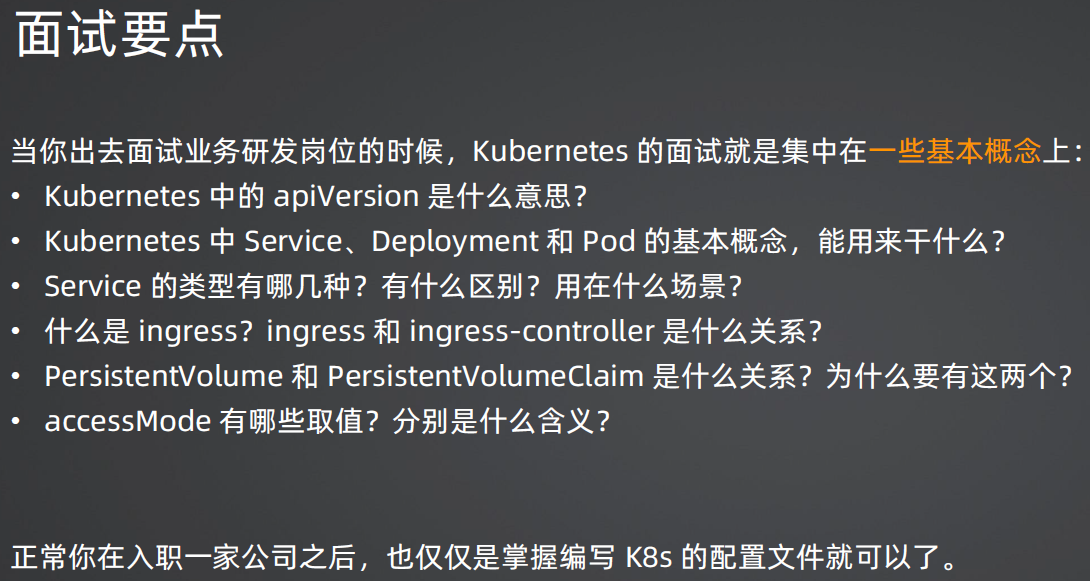 面试要点
当你出去面试业务研发岗位的时候，Kubernetes 的面试就是集中在一些基本概念上：
• Kubernetes 中的 apiVersion 是什么意思？
• Kubernetes 中 Service、Deployment 和 Pod 的基本概念，能用来干什么？
• Service 的类型有哪几种？有什么区别？用在什么场景？
• 什么是 ingress？ingress 和 ingress-controller 是什么关系？
• PersistentVolume 和 PersistentVolumeClaim 是什么关系？为什么要有这两个？
• accessMode 有哪些取值？分别是什么含义？
正常你在入职一家公司之后，也仅仅是掌握编写 K8s 的配置文件就可以了。